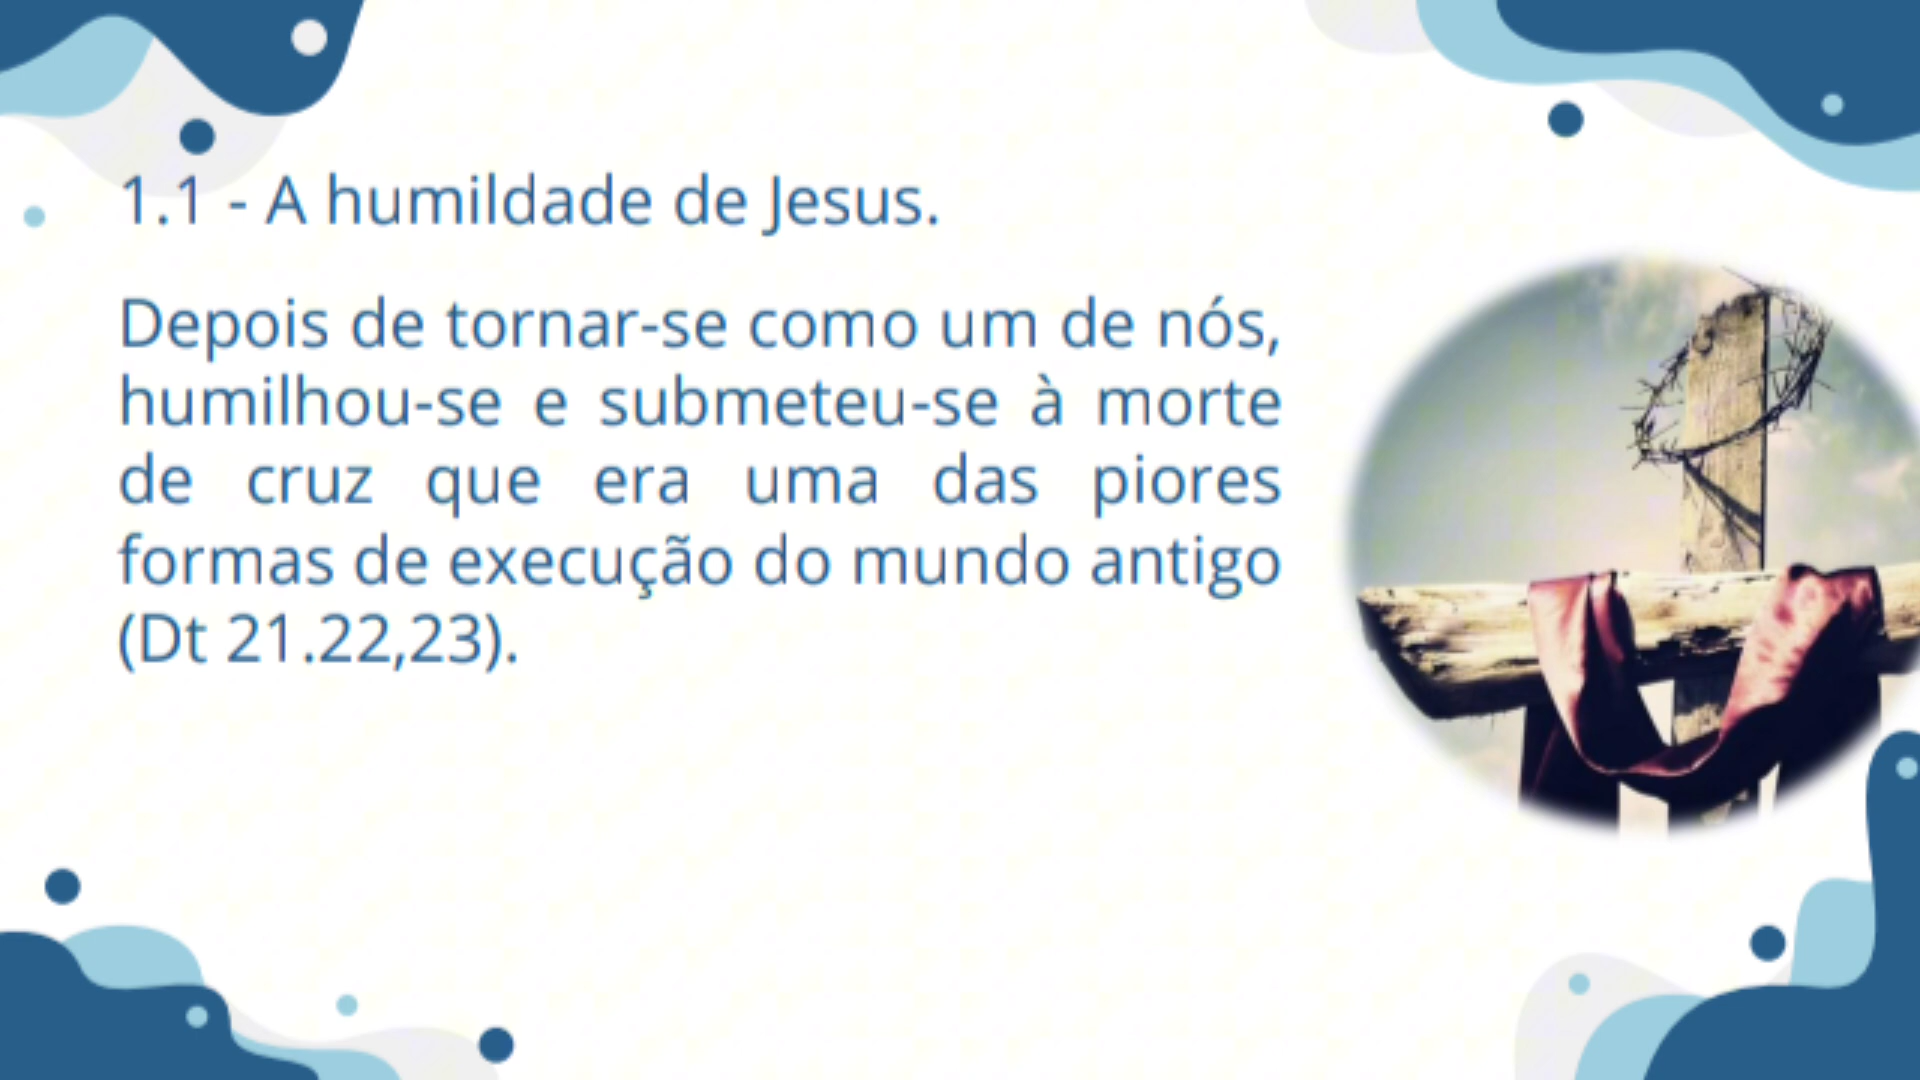 1.1 - A humildade de Jesus.
Depois de tornar-se como um de nós,
humilhou-se e submeteu-se à morte
de cruz que era uma das piores
formas de execução do mundo antigo
(Dt 21.22,23).